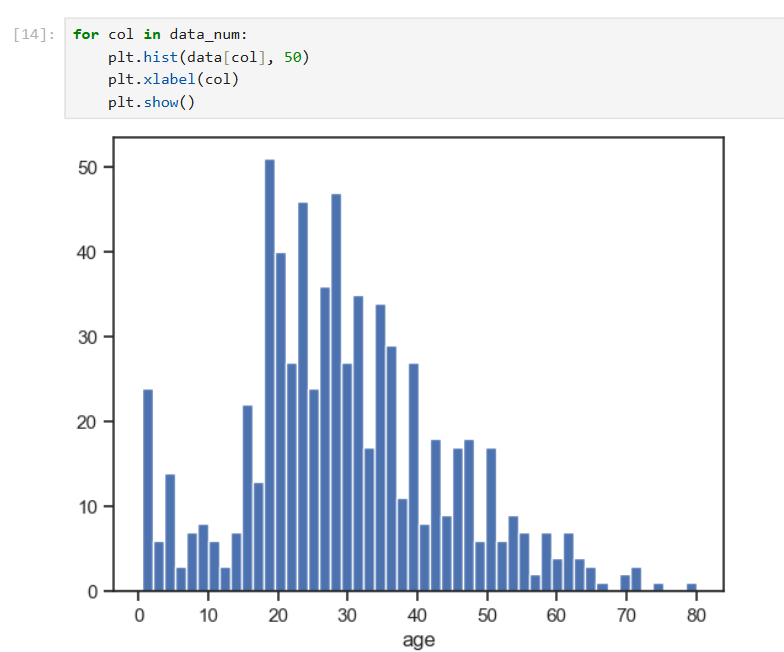 [14]: for col in data_num:
    plt.hist(data[col], 50)
    plt.xlabel(col)
    plt.show()
50
40
30
20
10
0
0 10 20 30 40 50 60 70 80
age